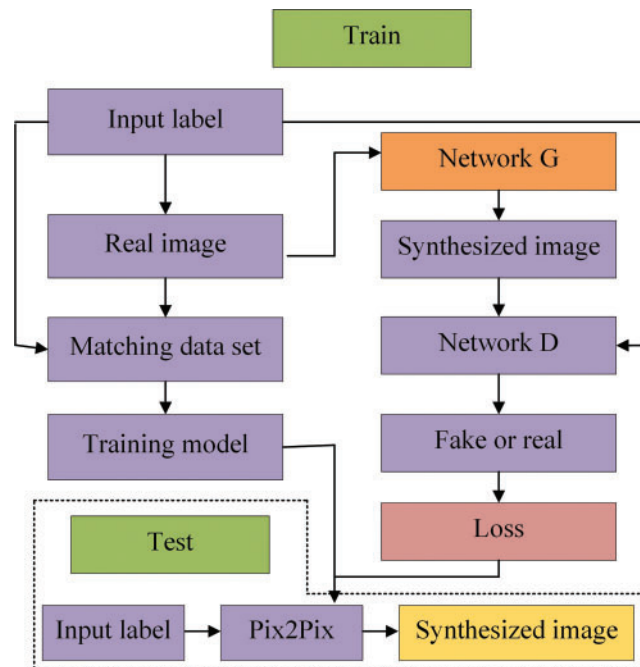 Train
Input label
Real image
Matching data set
Training model
Network G
Synthesized image
Network D
Fake or real
Loss
Test
Input label
Pix2Pix
Synthesized image